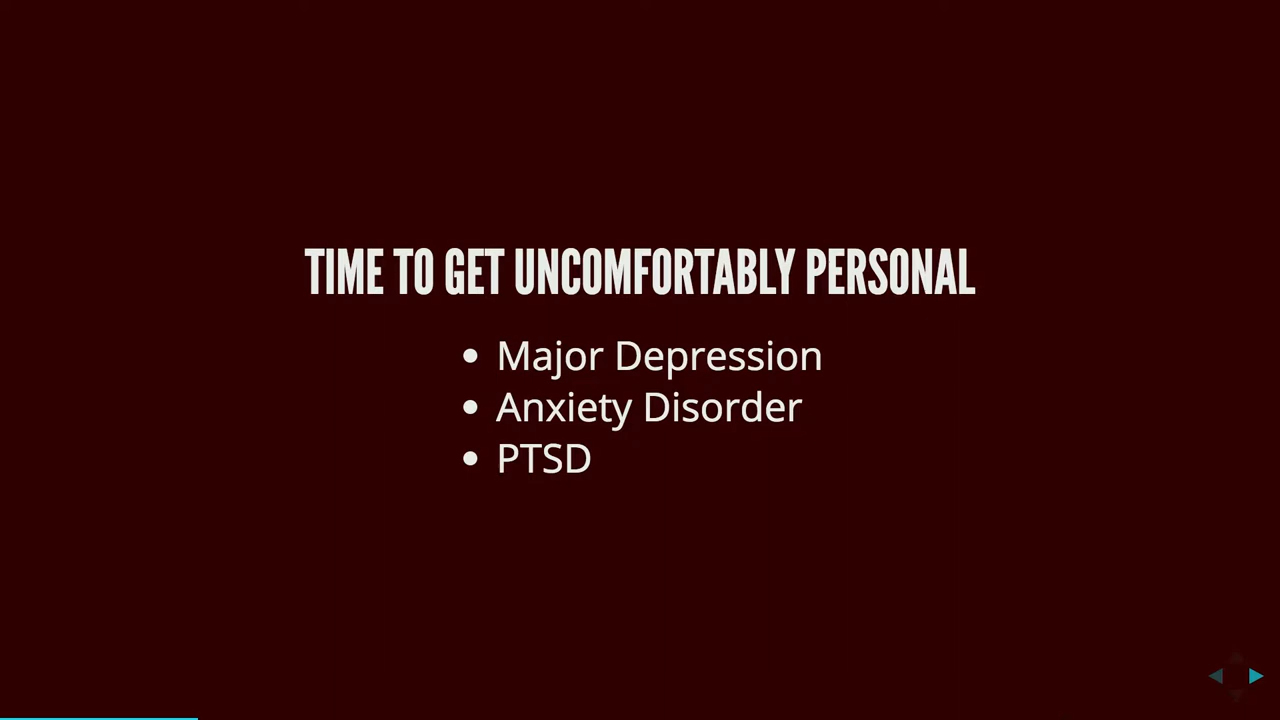 TIME TO GET UNCOMFORTABLY PERSONAL
• Major Depression
• Anxiety Disorder
• PTSD